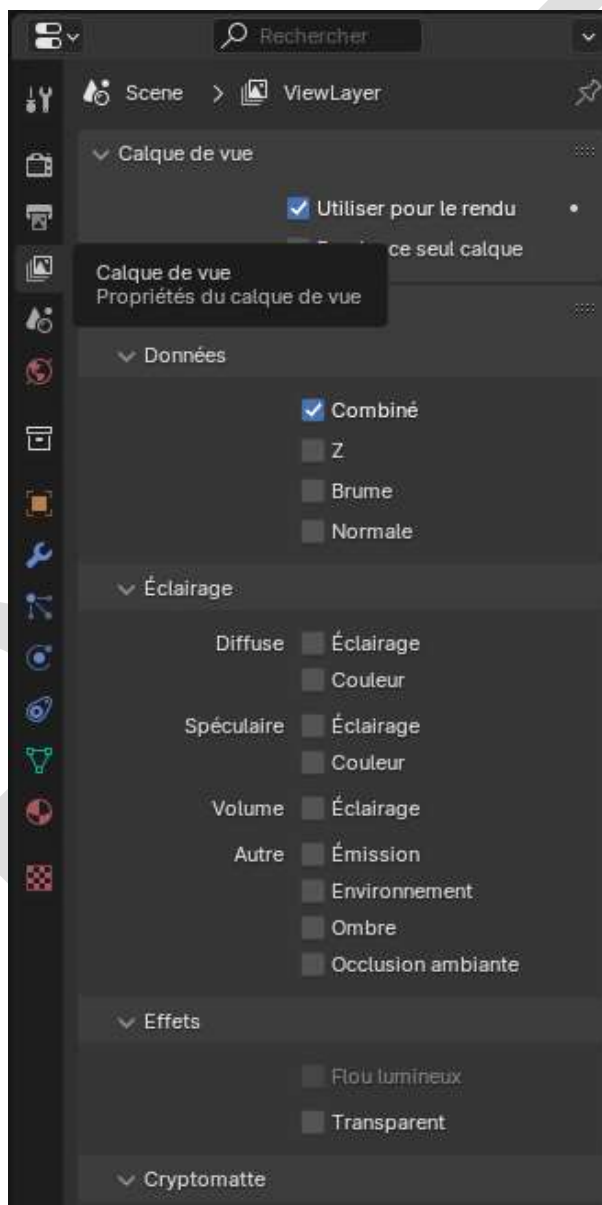 Rechercher
Scene > ViewLayer
Calque de vue
Utiliser pour le rendu
ce seul calque
Calque de vue
Propriétés du calque de vue
Données
Combiné
Z
Brume
Normale
Éclairage
Diffuse Éclairage
Couleur
Spéculaire Éclairage
Couleur
Volume Éclairage
Autre Émission
Environnement
Ombre
Occlusion ambiante
Effets
Flou lumineux
Transparent
Cryptomatte